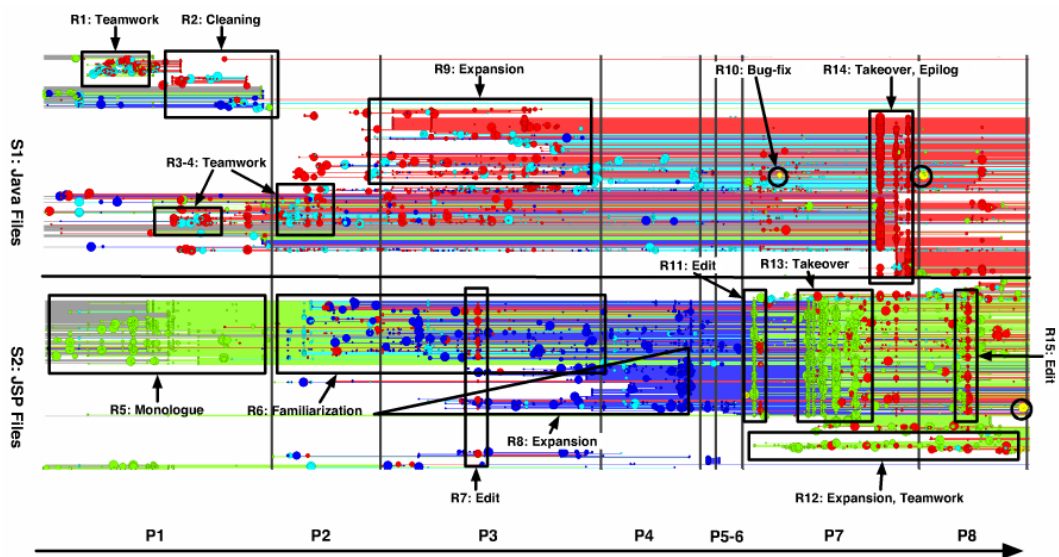 R1: Teamwork
R2: Cleaning
R9: Expansion
R10: Bug-fix
R14: Takeover, Epilog
R3-4: Teamwork
S1: Java Files
R11: Edit
R13: Takeover
R15: Edit
S2: JSP Files
R5: Monologue
R6: Familiarization
R8: Expansion
R7: Edit
R12: Expansion, Teamwork
P1
P2
P3
P4
P5-6
P7
P8